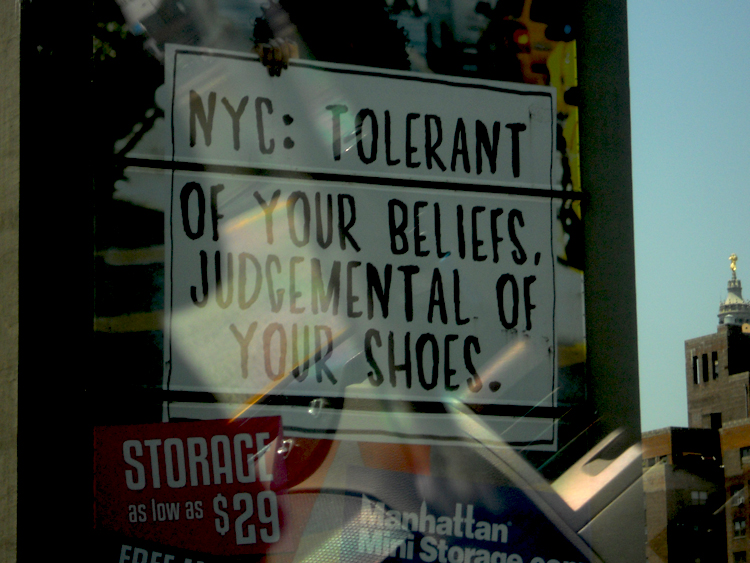 NYC: TOLERANT
OF YOUR BELIEFS,
JUDGEMENTAL OF
YOUR SHOES.
STORAGE
as low as $29
Manhattan
Mini Storage.com